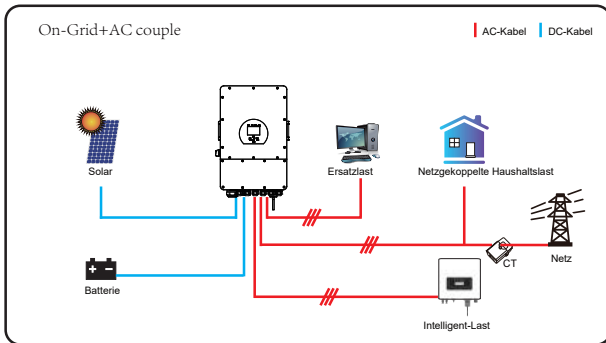 On-Grid+AC couple
AC-Kabel
DC-Kabel
Solar
Ersatzlast
Netzgekoppelte Haushaltslast
CT
Netz
Batterie
Intelligent-Last